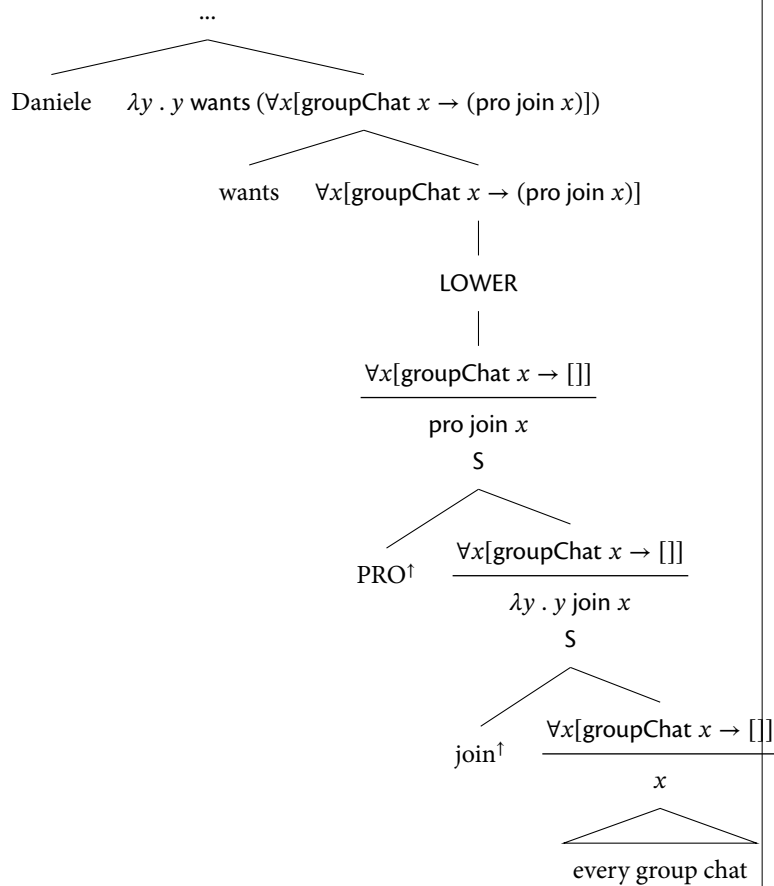 ...
Daniele λy . y wants (∀x[groupChat x → (pro join x)])
wants ∀x[groupChat x → (pro join x)]
LOWER
∀x[groupChat x → []]
pro join x
S
PRO↑ ∀x[groupChat x → []]
λy . y join x
S
join↑ ∀x[groupChat x → []]
x
every group chat